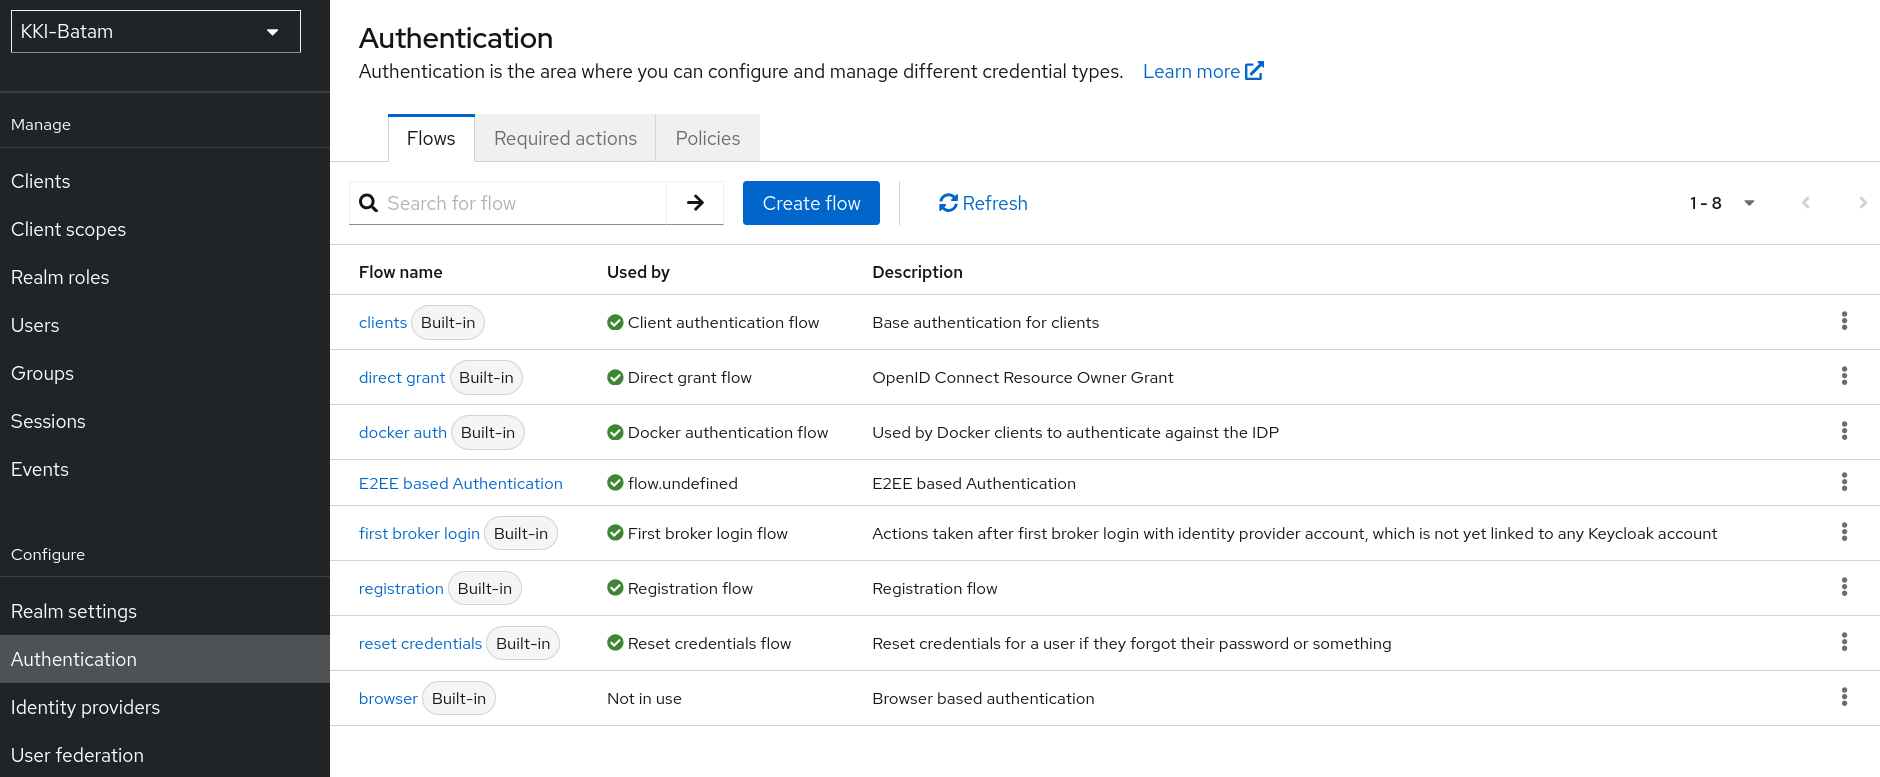 KKI-Batam
Manage
Clients
Client scopes
Realm roles
Users
Groups
Sessions
Events
Configure
Realm settings
Authentication
Identity providers
User federation
Authentication
Authentication is the area where you can configure and manage different credential types. Learn more
Flows Required actions Policies
Search for flow Create flow Refresh 1 - 8
Flow name Used by Description
clients Built-in Client authentication flow Base authentication for clients
direct grant Built-in Direct grant flow OpenID Connect Resource Owner Grant
docker auth Built-in Docker authentication flow Used by Docker clients to authenticate against the IDP
E2EE based Authentication flow.undefined E2EE based Authentication
first broker login Built-in First broker login flow Actions taken after first broker login with identity provider account, which is not yet linked to any Keycloak account
registration Built-in Registration flow Registration flow
reset credentials Built-in Reset credentials flow Reset credentials for a user if they forgot their password or something
browser Built-in Not in use Browser based authentication